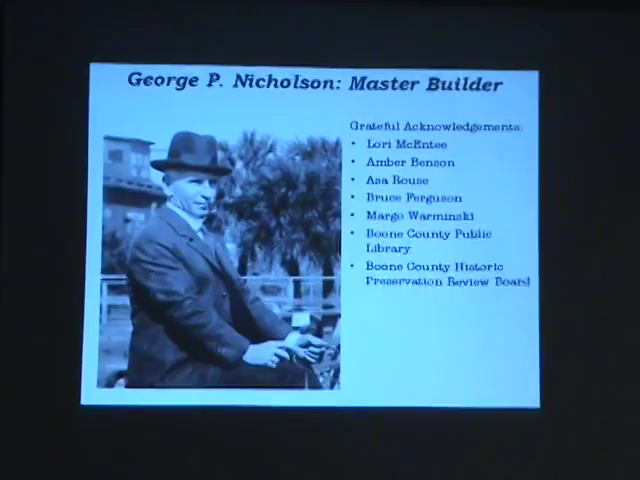 George P. Nicholson: Master Builder
Grateful Acknowledgements:
• Lori McEntee
• Amber Benson
• Asa Rouse
• Bruce Ferguson
• Margo Warminski
• Boone County Public
Library
• Boone County Historic
Preservation Review Board